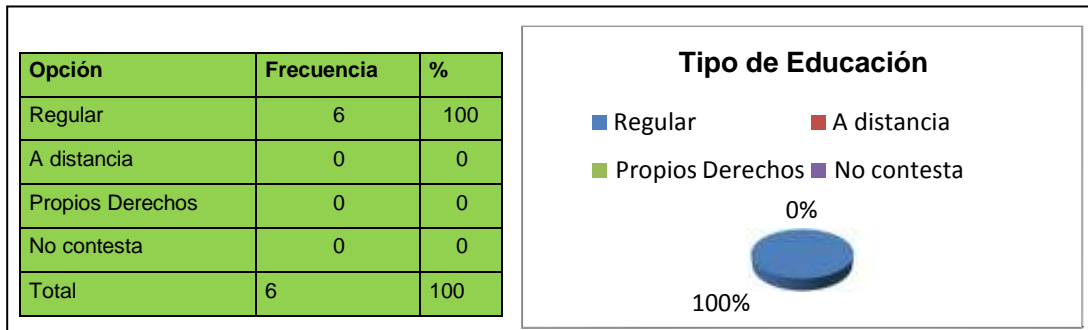 Opción Frecuencia %
Regular 6 100
A distancia 0 0
Propios Derechos 0 0
No contesta 0 0
Total 6 100
Tipo de Educación
Regular A distancia
Propios Derechos No contesta
0%
100%